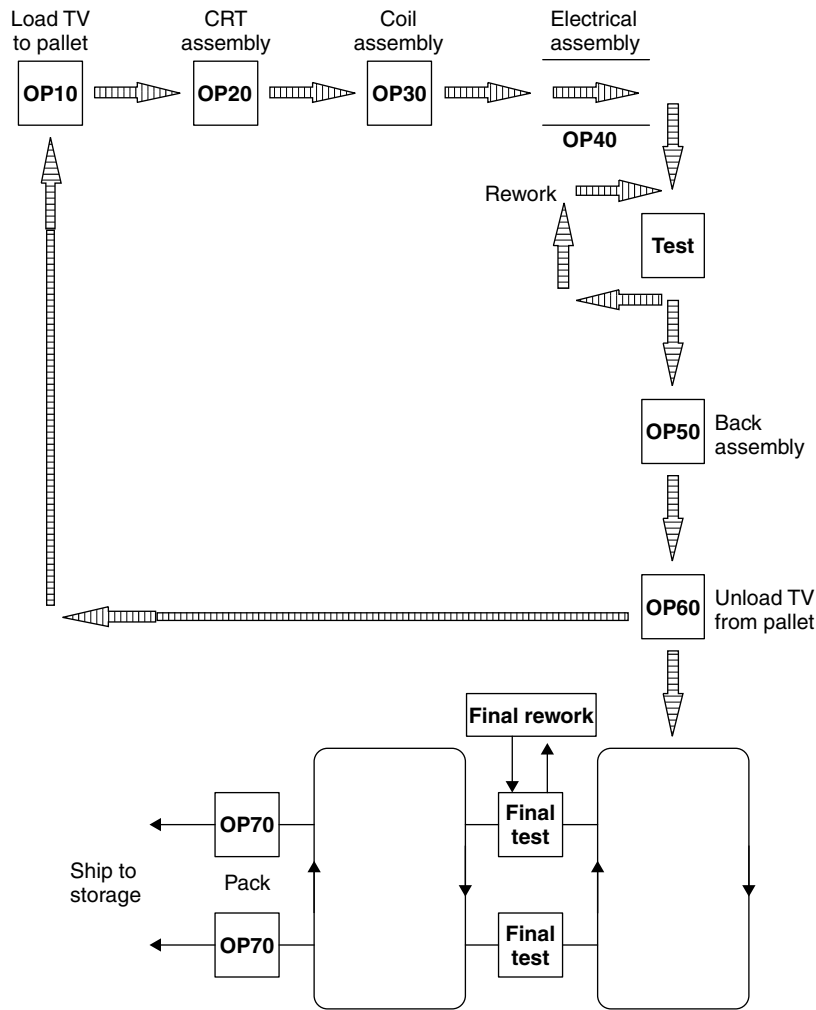 Load TV
to pallet
CRT
assembly
Coil
assembly
Electrical
assembly
OP10
OP20
OP30
OP40
Rework
Test
OP50
Back
assembly
OP60
Unload TV
from pallet
Final rework
OP70
Final
test
Ship to
storage
Pack
OP70
Final
test